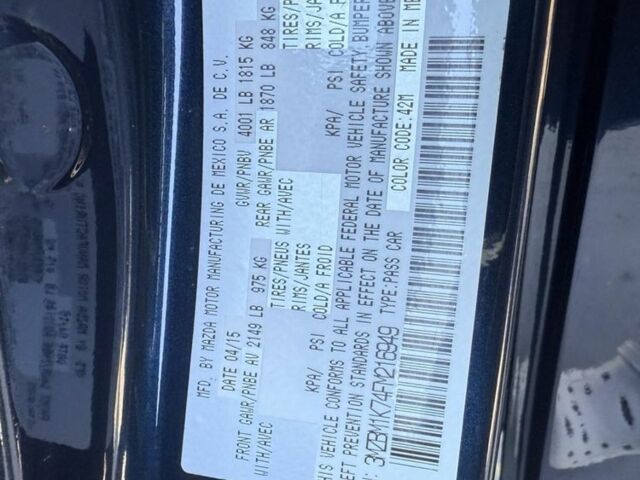 MFD. BY MAZDA MOTOR MANUFACTURING DE MEXICO S.A. DE C.V.
DATE 04/15 GVWR/PNBV 4001 LB 1815 KG
FRONT GAWR/PNBE AV 2149 LB 975 KG REAR GAWR/PNBE AR 1870 LB 848 KG
WITH/AVEC TIRES/PNEUS WITH/AVEC TIRES/P
RIMS/JANTES RIMS/JANTES
KPA/ PSI COLD/A FROID KPA/ PSI COLD/A F
THIS VEHICLE CONFORMS TO ALL APPLICABLE FEDERAL MOTOR VEHICLE SAFETY BUMPER
EFT PREVENTION STANDARDS IN EFFECT ON THE DATE OF MANUFACTURE SHOWN ABOVE
: 3MZBM1K74FM216949 TYPE:PASS CAR
COLOR CODE:42M MADE IN ME